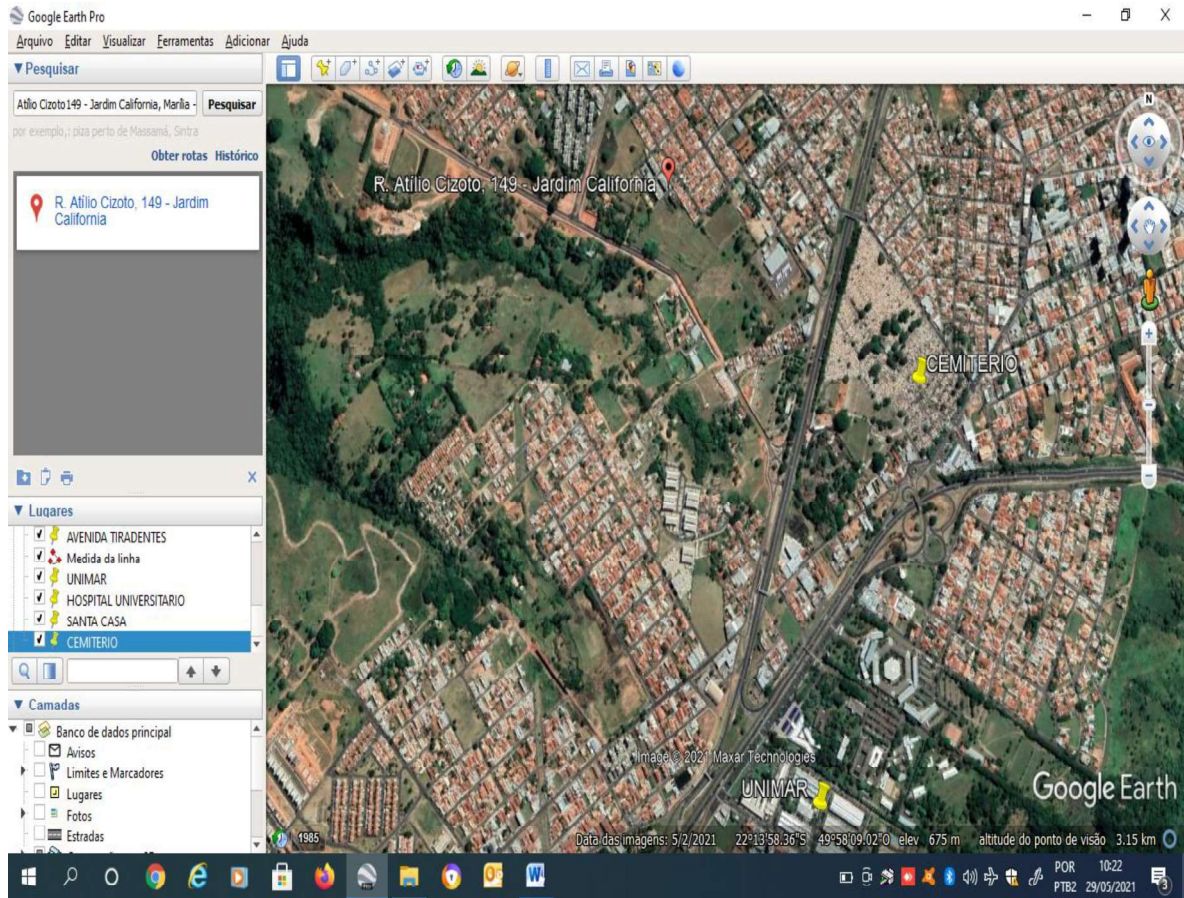 Google Earth Pro
Arquivo Editar Visualizar Ferramentas Adicionar Ajuda
▼ Pesquisar
Atílio Cizoto149 - Jardim California, Marília -
Pesquisar
por exemplo,: piza perto de Massamá, Sintra
Obter rotas Histórico
R. Atílio Cizoto, 149 - Jardim
California
▼ Lugares
AVENIDA TIRADENTES
Medida da linha
UNIMAR
HOSPITAL UNIVERSITARIO
SANTA CASA
CEMITERIO
▼ Camadas
Banco de dados principal
Avisos
Limites e Marcadores
Lugares
Fotos
Estradas
N
R. Atílio Cizoto, 149 - Jardim California
CEMITERIO
Image © 2021 Maxar Technologies
UNIMAR
Google Earth
1985
Data das imagens: 5/2/2021 22°13'58.36"S 49°58'09.02"O elev 675 m altitude do ponto de visão 3.15 km
POR 10:22
PTB2 29/05/2021
3